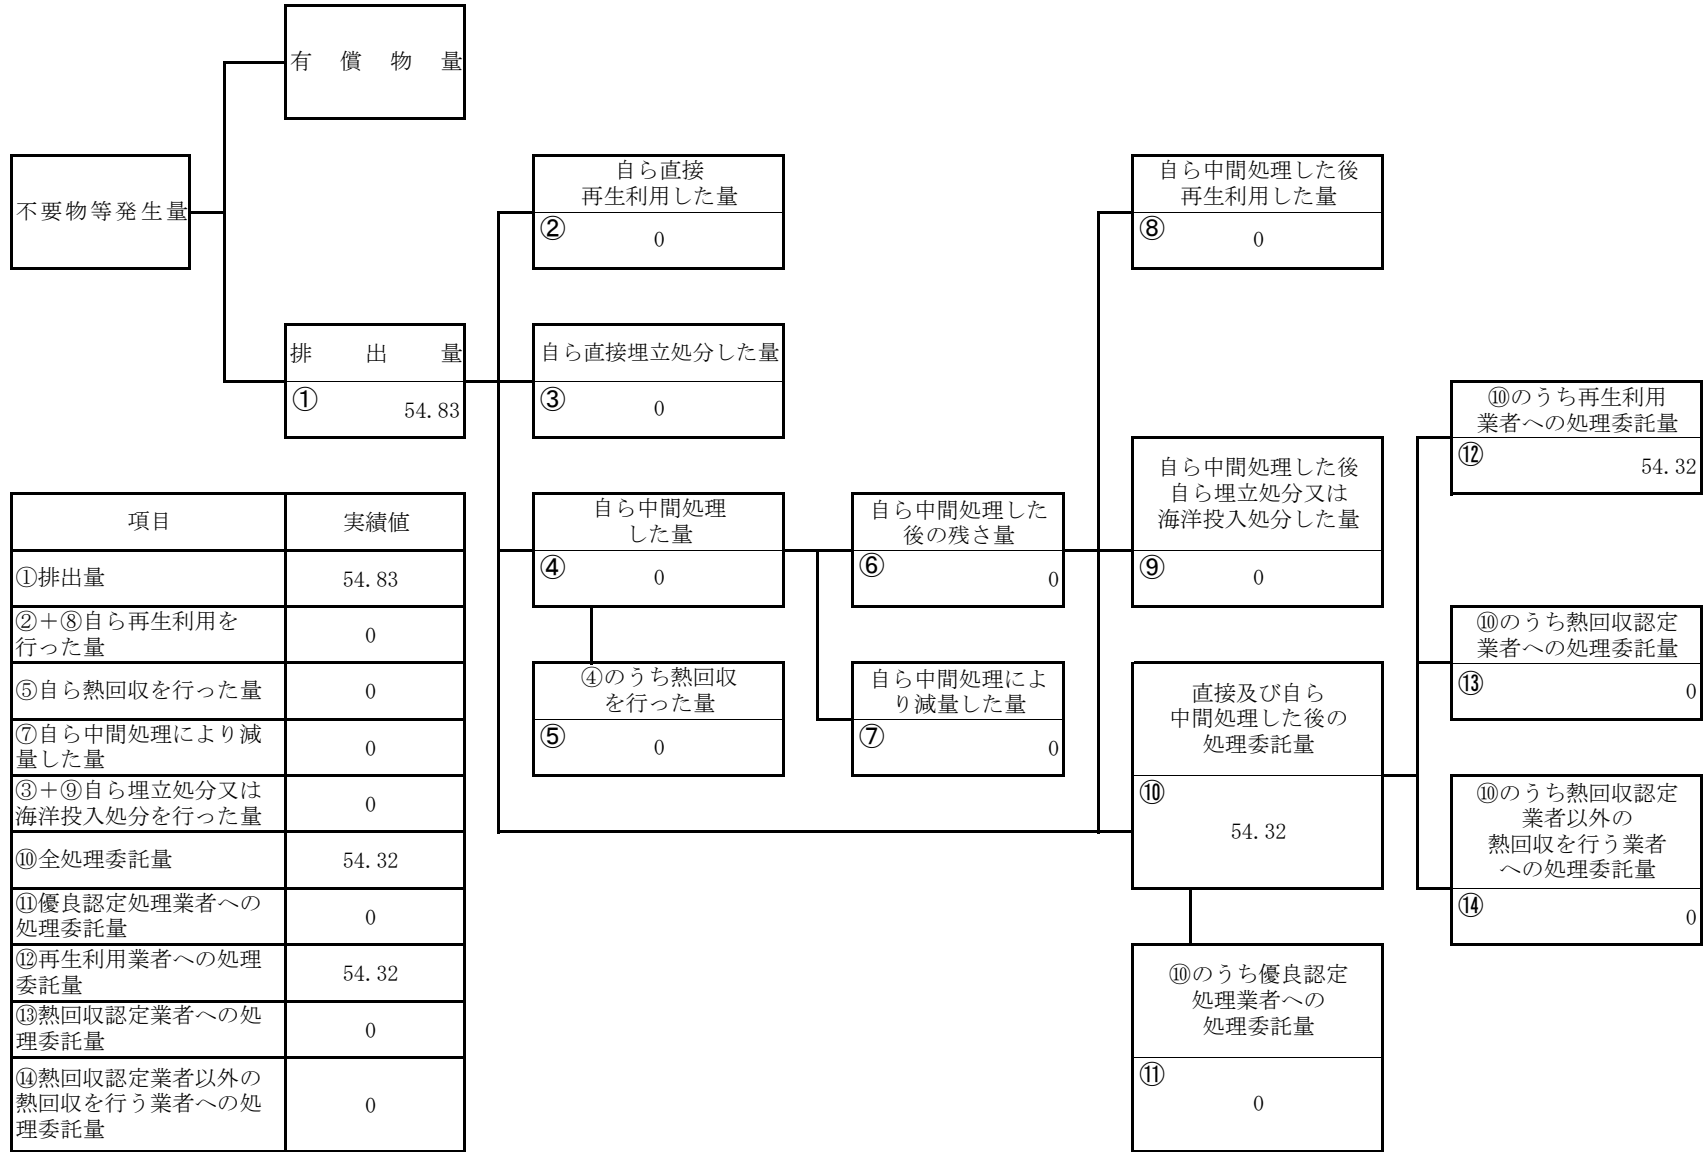 有償物量
不要物等発生量
自ら直接
再生利用した量
②
0
自ら中間処理した後
再生利用した量
⑧
0
排出量
①
54.83
自ら直接埋立処分した量
③
0
⑩のうち再生利用
業者への処理委託量
⑫
54.32
自ら中間処理した後
自ら埋立処分又は
海洋投入処分した量
⑨
0
自ら中間処理
した量
④
0
自ら中間処理した
後の残さ量
⑥
0
⑩のうち熱回収認定
業者への処理委託量
⑬
0
④のうち熱回収
を行った量
⑤
0
自ら中間処理によ
り減量した量
⑦
0
直接及び自ら
中間処理した後の
処理委託量
⑩
54.32
⑩のうち熱回収認定
業者以外の
熱回収を行う業者
への処理委託量
⑭
0
⑩のうち優良認定
処理業者への
処理委託量
⑪
0
項目 実績値
①排出量 54.83
②＋⑧自ら再生利用を
行った量 0
⑤自ら熱回収を行った量 0
⑦自ら中間処理により減
量した量 0
③＋⑨自ら埋立処分又は
海洋投入処分を行った量 0
⑩全処理委託量 54.32
⑪優良認定処理業者への
処理委託量 0
⑫再生利用業者への処理
委託量 54.32
⑬熱回収認定業者への処
理委託量 0
⑭熱回収認定業者以外の
熱回収を行う業者への処
理委託量 0